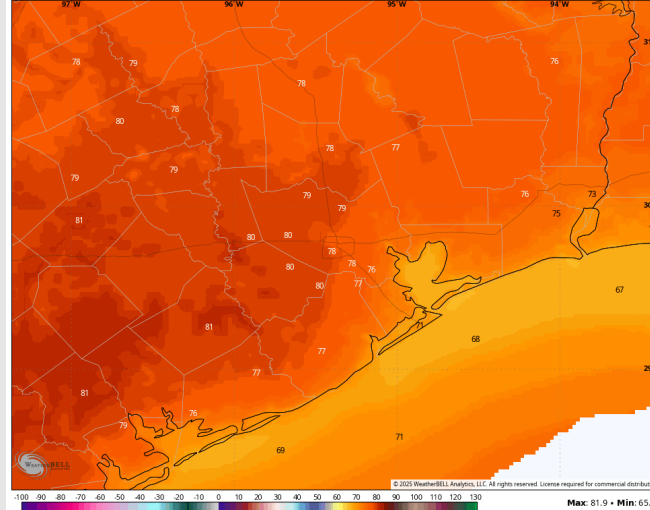 97°W 96°W 95°W 94°W
31
78 79 76
78
78
80
78 77
79
79 76 73
79 75
81
80 80
78 30
80 78 76
77
80 67
71
81 68
77
29
77
81
76
79
71
69
WEATHERBELL
© 2025 WeatherBELL Analytics, LLC. All rights reserved. License required for commercial distribut
-100 -90 -80 -70 -60 -50 -40 -30 -20 -10 0 10 20 30 40 50 60 70 80 90 100 110 120 130
Max: 81.9 • Min: 65.